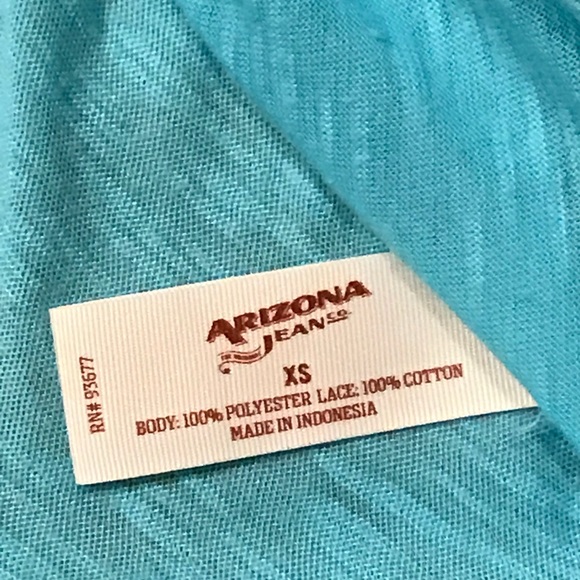 ARIZONA
JEAN CO.
XS
BODY: 100% POLYESTER LACE: 100% COTTON
MADE IN INDONESIA
RN# 93677